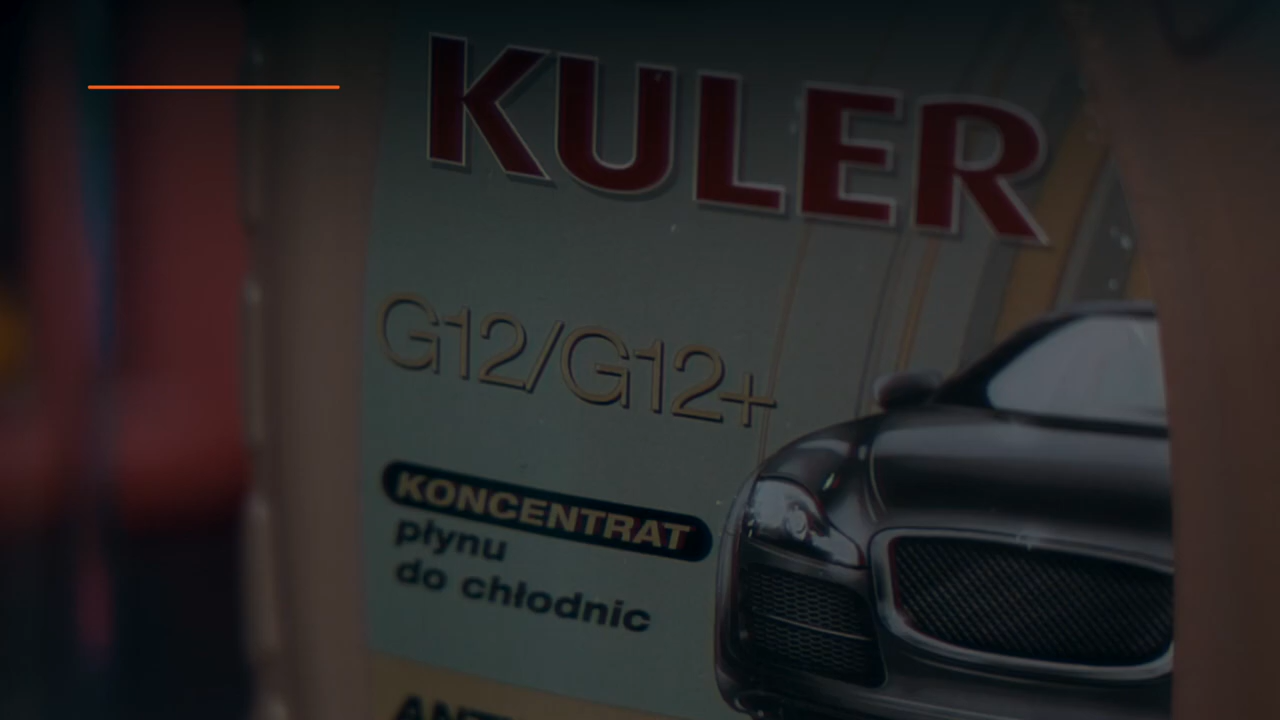 KULER
G12/G12+
KONCENTRAT
płynu
do chłodnic